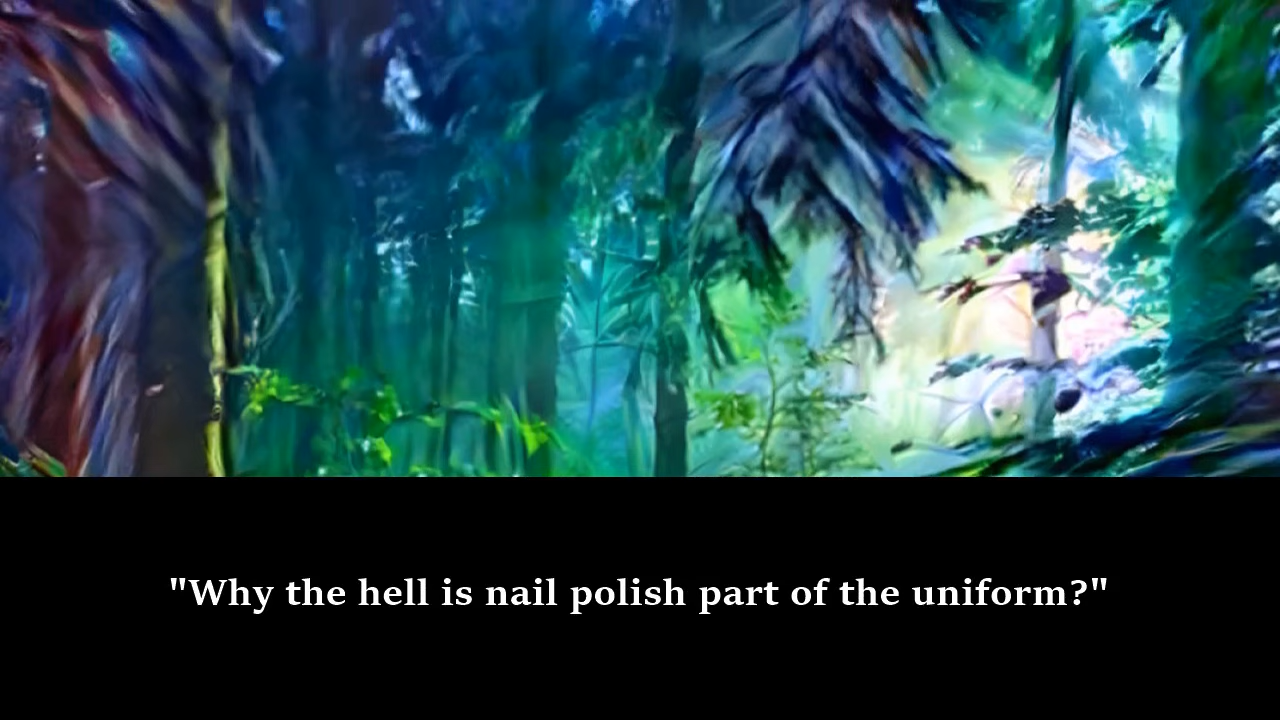 "Why the hell is nail polish part of the uniform?"